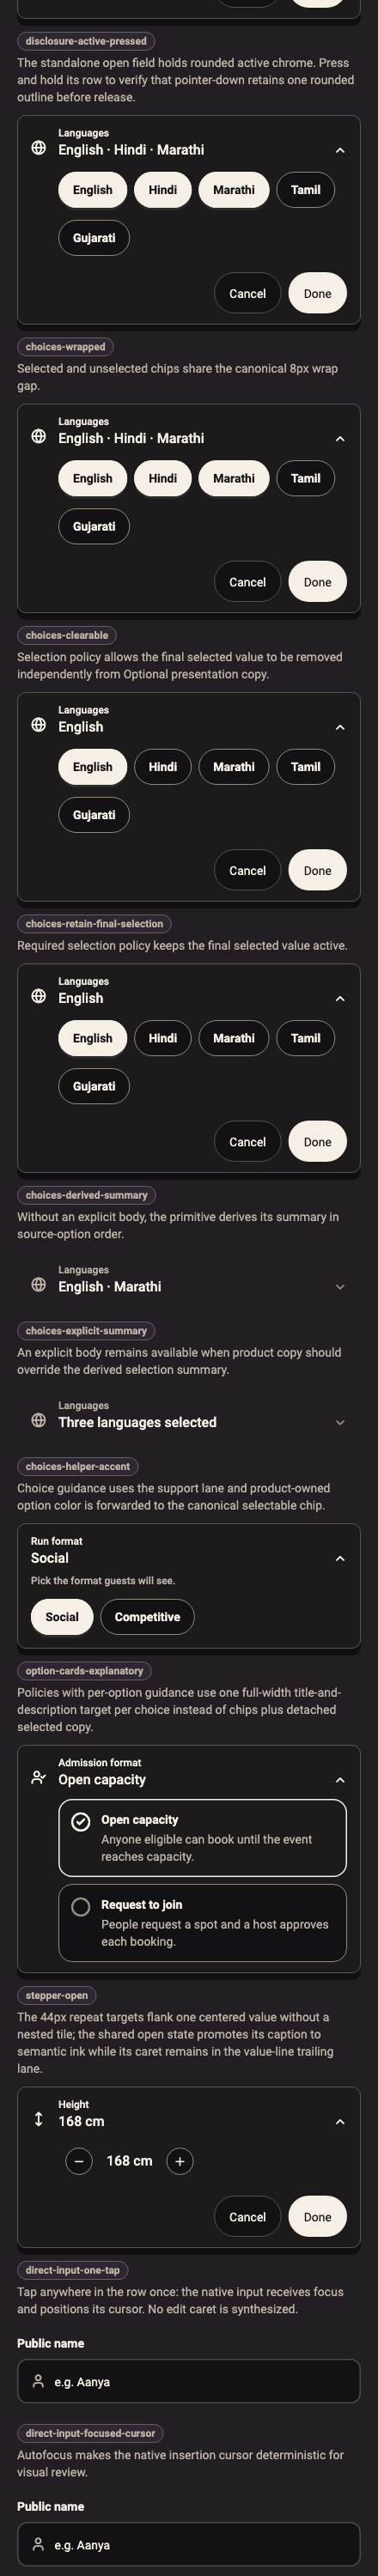 disclosure-active-pressed
The standalone open field holds rounded active chrome. Press
and hold its row to verify that pointer-down retains one rounded
outline before release.
Languages
English · Hindi · Marathi
English Hindi Marathi Tamil
Gujarati
Cancel Done
choices-wrapped
Selected and unselected chips share the canonical 8px wrap
gap.
Languages
English · Hindi · Marathi
English Hindi Marathi Tamil
Gujarati
Cancel Done
choices-clearable
Selection policy allows the final selected value to be removed
independently from Optional presentation copy.
Languages
English
English Hindi Marathi Tamil
Gujarati
Cancel Done
choices-retain-final-selection
Required selection policy keeps the final selected value active.
Languages
English
English Hindi Marathi Tamil
Gujarati
Cancel Done
choices-derived-summary
Without an explicit body, the primitive derives its summary in
source-option order.
Languages
English · Marathi
choices-explicit-summary
An explicit body remains available when product copy should
override the derived selection summary.
Languages
Three languages selected
choices-helper-accent
Choice guidance uses the support lane and product-owned
option color is forwarded to the canonical selectable chip.
Run format
Social
Pick the format guests will see.
Social Competitive
option-cards-explanatory
Policies with per-option guidance use one full-width title-and-
description target per choice instead of chips plus detached
selected copy.
Admission format
Open capacity
Open capacity
Anyone eligible can book until the event
reaches capacity.
Request to join
People request a spot and a host approves
each booking.
stepper-open
The 44px repeat targets flank one centered value without a
nested tile; the shared open state promotes its caption to
semantic ink while its caret remains in the value-line trailing
lane.
Height
168 cm
− 168 cm +
Cancel Done
direct-input-one-tap
Tap anywhere in the row once: the native input receives focus
and positions its cursor. No edit caret is synthesized.
Public name
e.g. Aanya
direct-input-focused-cursor
Autofocus makes the native insertion cursor deterministic for
visual review.
Public name
e.g. Aanya